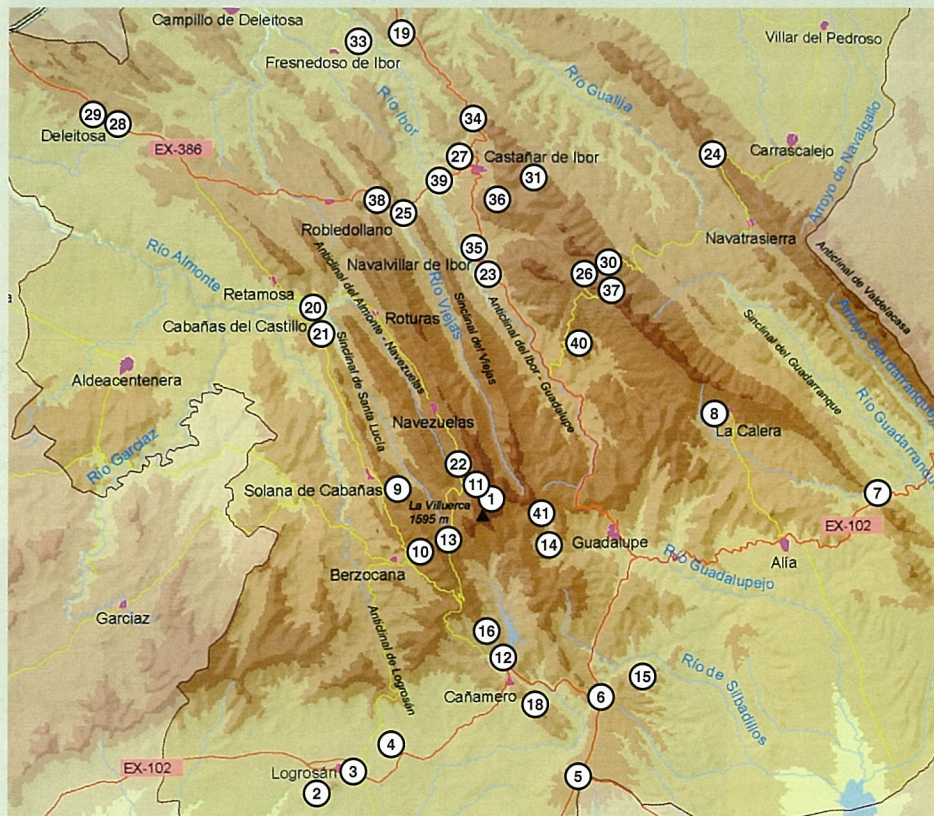 Campillo de Deleitosa
19
Villar del Pedroso
33
Fresnedoso de Ibor
Río Gualija
Río Ibor
29
28
Deleitosa
34
EX-386
27
Castañar de Ibor
24
Carrascalejo
Arroyo de Navalgallo
39
31
38
25
36
Robledollano
Navatrasierra
35
Navalvillar de Ibor
23
26
30
37
Anticlinal de Valdelacasa
Río Almonte
Retamosa
20
Anticlinal del Almonte - Navezuelas
Río Viejas
Sinclinal del Viejas
Anticlinal del Ibor - Guadalupe
Cabañas del Castillo
21
Roturas
40
Sinclinal del Guadarranque
Arroyo Gaudarranque
Río Guadarranque
Aldeacentenera
Sinclinal de Santa Lucía
Navezuelas
8
La Calera
Río Garciaz
22
11
1
Solana de Cabañas
9
La Villuerca
1595 m
7
41
EX-102
13
14
Guadalupe
10
Berzocana
Alía
Río Guadalupejo
Garciaz
Anticlinal de Logrosán
16
12
15
Río de Silbadillos
Cañamero
18
6
4
EX-102
Logrosán
3
2
5